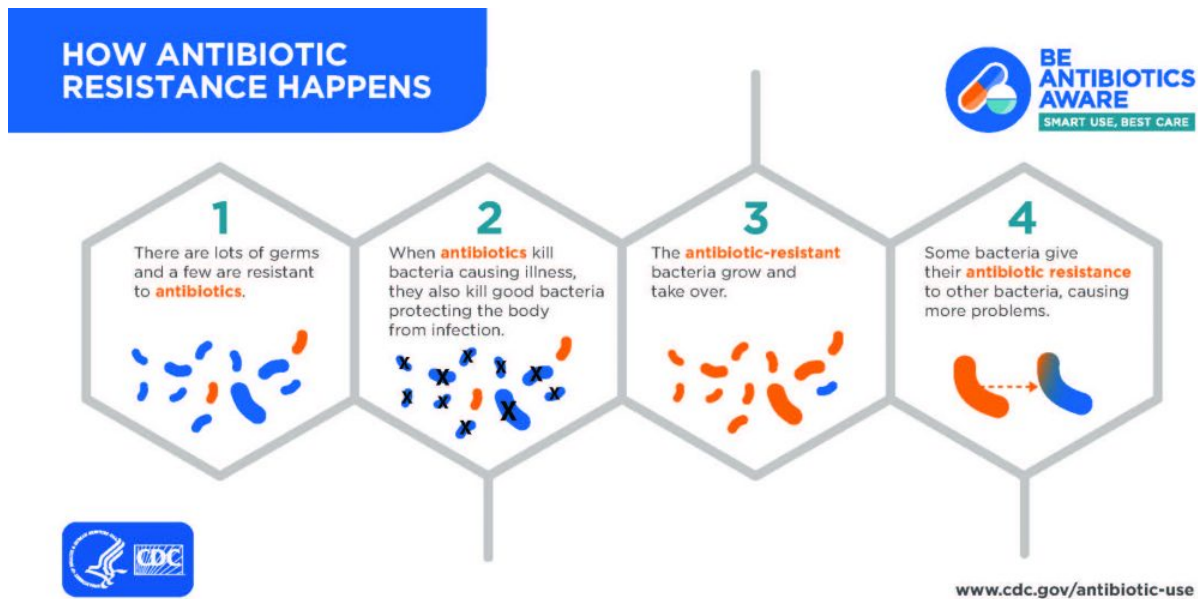 HOW ANTIBIOTIC
RESISTANCE HAPPENS
BE
ANTIBIOTICS
AWARE
SMART USE, BEST CARE
1
There are lots of germs
and a few are resistant
to antibiotics.
2
When antibiotics kill
bacteria causing illness,
they also kill good bacteria
protecting the body
from infection.
X
X
X
X
X
X
X
X
X
X
3
The antibiotic-resistant
bacteria grow and
take over.
4
Some bacteria give
their antibiotic resistance
to other bacteria, causing
more problems.
CDC
www.cdc.gov/antibiotic-use